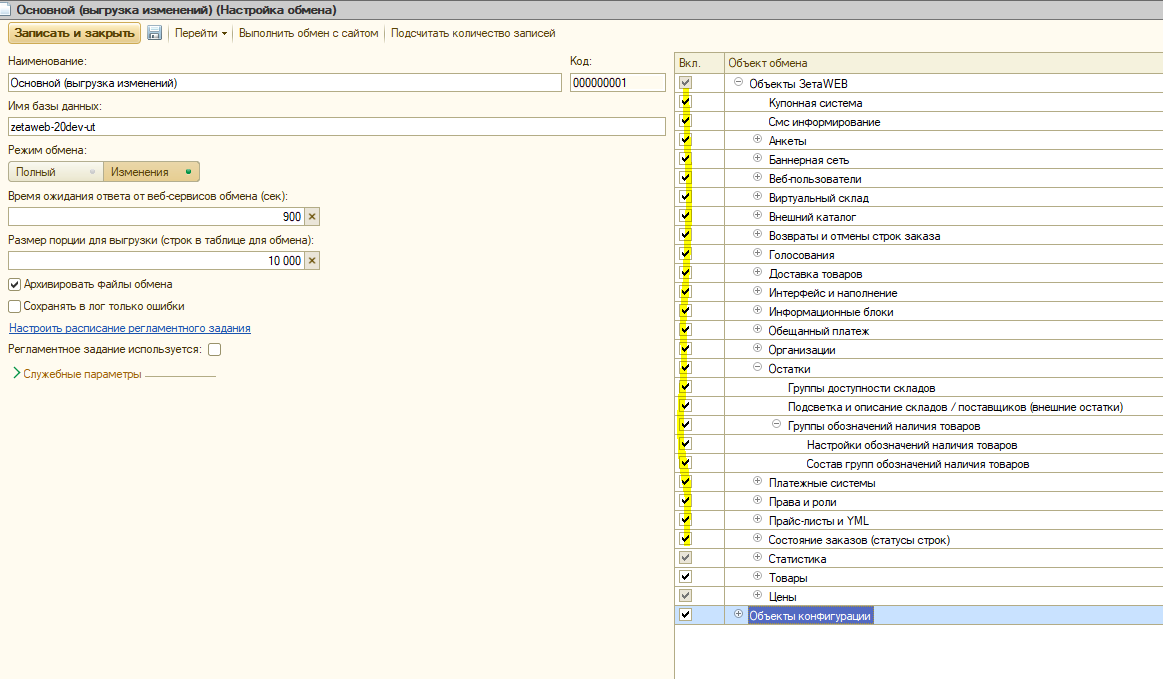 Основной (выгрузка изменений) (Настройка обмена)
Записать и закрыть Перейти Выполнить обмен с сайтом Подсчитать количество записей
Наименование: Код:
Основной (выгрузка изменений) 000000001
Имя базы данных:
zetaweb-20dev-ut
Режим обмена:
Полный Изменения
Время ожидания ответа от веб-сервисов обмена (сек):
900
Размер порции для выгрузки (строк в таблице для обмена):
10 000
Архивировать файлы обмена
Сохранять в лог только ошибки
Настроить расписание регламентного задания
Регламентное задание используется:
Служебные параметры
Вкл. Объект обмена
Объекты ЗетаWEB
Купонная система
Смс информирование
Анкеты
Баннерная сеть
Веб-пользователи
Виртуальный склад
Внешний каталог
Возвраты и отмены строк заказа
Голосования
Доставка товаров
Интерфейс и наполнение
Информационные блоки
Обещанный платеж
Организации
Остатки
Группы доступности складов
Подсветка и описание складов / поставщиков (внешние остатки)
Группы обозначений наличия товаров
Настройки обозначений наличия товаров
Состав групп обозначений наличия товаров
Платежные системы
Права и роли
Прайс-листы и YML
Состояние заказов (статусы строк)
Статистика
Товары
Цены
Объекты конфигурации